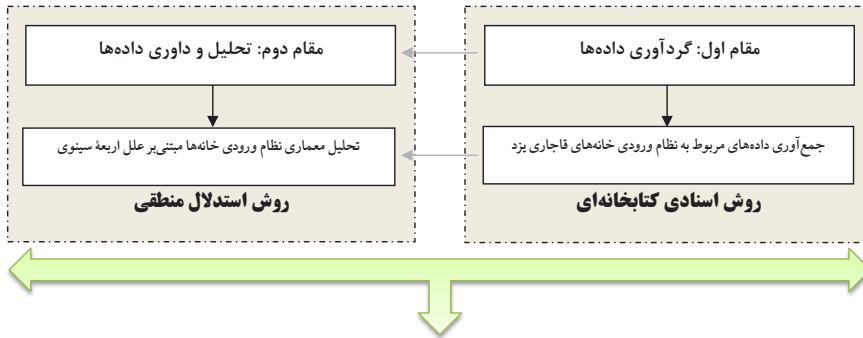 مقام اول: گردآوری داده‌ها
جمع‌آوری داده‌های مربوط به نظام ورودی خانه‌های قاجاری یزد
روش اسنادی کتابخانه‌ای
مقام دوم: تحلیل و داوری داده‌ها
تحلیل معماری نظام ورودی خانه‌ها مبتنی‌بر علل اربعهٔ سینوی
روش استدلال منطقی